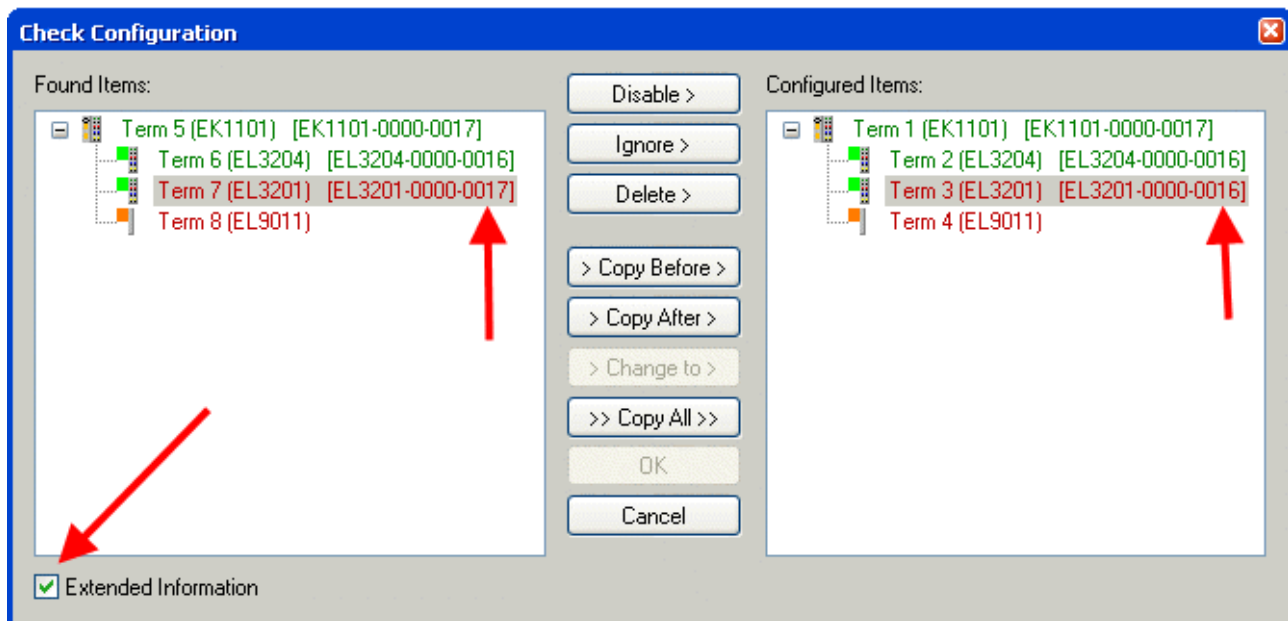 Check Configuration
Found Items:
Term 5 (EK1101) [EK1101-0000-0017]
Term 6 (EL3204) [EL3204-0000-0016]
Term 7 (EL3201) [EL3201-0000-0017]
Term 8 (EL9011)
Disable >
Ignore >
Delete >
> Copy Before >
> Copy After >
> Change to >
>> Copy All >>
OK
Cancel
Configured Items:
Term 1 (EK1101) [EK1101-0000-0017]
Term 2 (EL3204) [EL3204-0000-0016]
Term 3 (EL3201) [EL3201-0000-0016]
Term 4 (EL9011)
Extended Information